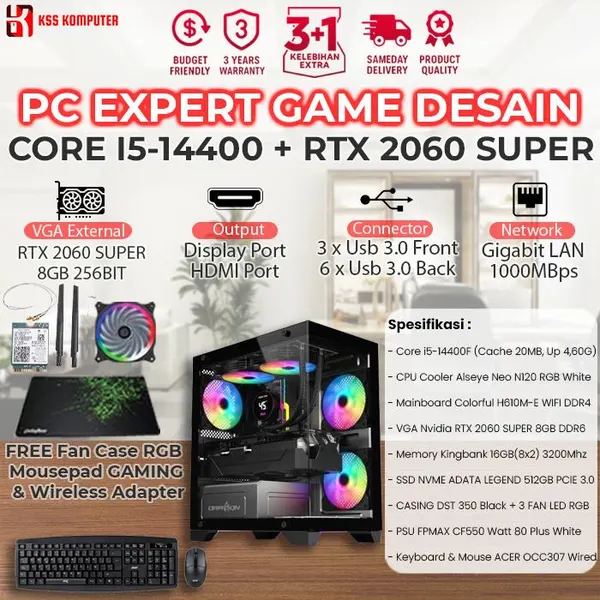 KSS KOMPUTER
BUDGET
FRIENDLY
3
3 YEARS
WARRANTY
3+1
KELEBIHAN
EXTRA
SAMEDAY
DELIVERY
PRODUCT
QUALITY
PC EXPERT GAME DESAIN
CORE I5-14400 + RTX 2060 SUPER
VGA External
RTX 2060 SUPER
8GB 256BIT
Output
Display Port
HDMI Port
Connector
3 x Usb 3.0 Front
6 x Usb 3.0 Back
Network
Gigabit LAN
1000MBps
FREE Fan Case RGB
Mousepad GAMING
& Wireless Adapter
45
Spesifikasi :
- Core i5-14400F (Cache 20MB, Up 4,60G)
- CPU Cooler Alseye Neo N120 RGB White
- Mainboard Colorful H610M-E WIFI DDR4
- VGA Nvidia RTX 2060 SUPER 8GB DDR6
- Memory Kingbank 16GB(8x2) 3200Mhz
- SSD NVME ADATA LEGEND 512GB PCIE 3.0
- CASING DST 350 Black + 3 FAN LED RGB
- PSU FPMAX CF550 Watt 80 Plus White
- Keyboard & Mouse ACER OCC307 Wired